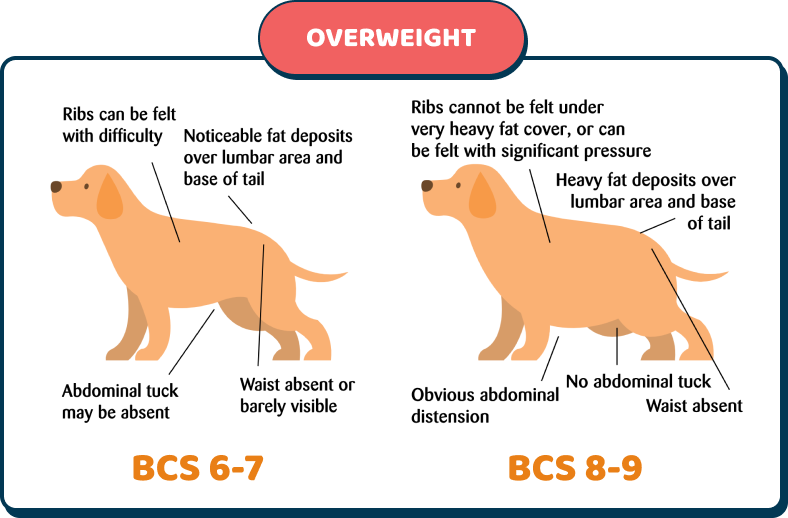 OVERWEIGHT
Ribs can be felt
with difficulty
Noticeable fat deposits
over lumbar area and
base of tail
Abdominal tuck
may be absent
Waist absent or
barely visible
BCS 6-7
Ribs cannot be felt under
very heavy fat cover, or can
be felt with significant pressure
Heavy fat deposits over
lumbar area and base
of tail
Obvious abdominal
distension
No abdominal tuck
Waist absent
BCS 8-9